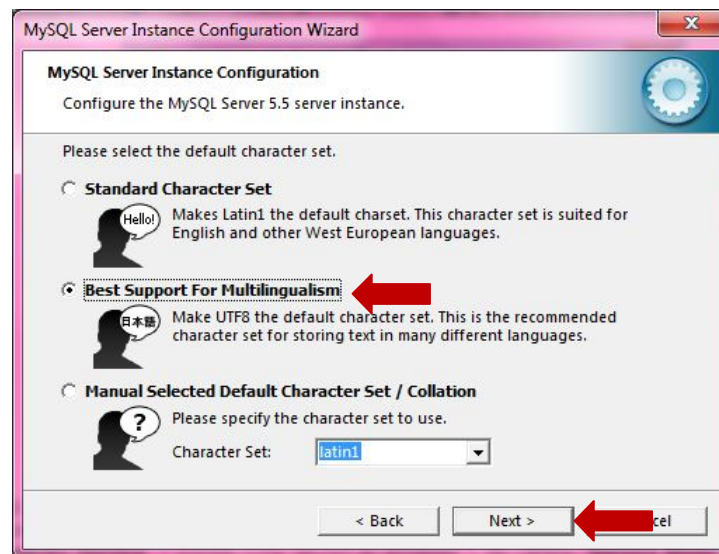 MySQL Server Instance Configuration Wizard
MySQL Server Instance Configuration
Configure the MySQL Server 5.5 server instance.
Please select the default character set.
Standard Character Set
Hello!
Makes Latin1 the default charset. This character set is suited for
English and other West European languages.
Best Support For Multilingualism
日本語
Make UTF8 the default character set. This is the recommended
character set for storing text in many different languages.
Manual Selected Default Character Set / Collation
?
Please specify the character set to use.
Character Set: latin1
< Back Next >